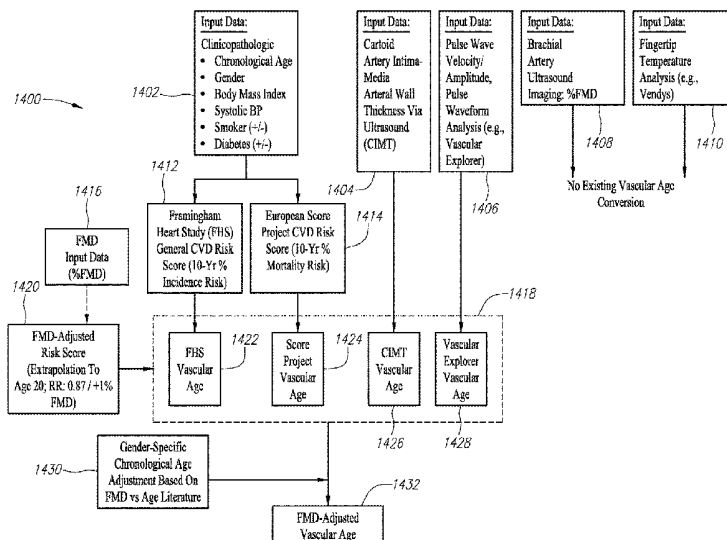 Input Data:
Clinicopathologic
• Chronological Age
• Gender
• Body Mass Index
• Systolic BP
• Smoker (+/-)
• Diabetes (+/-)
1402
1400
Input Data:
Cartoid
Artery Intima-
Media
Arteral Wall
Thickness Via
Ultrasound
(CIMT)
1404
Input Data:
Pulse Wave
Velocity/
Amplitude,
Pulse
Waveform
Analysis (e.g.,
Vascular
Explorer)
1406
Input Data:
Brachial
Artery
Ultrasound
Imaging: %FMD
1408
Input Data:
Fingertip
Temperature
Analysis (e.g.,
Vendys)
1410
No Existing Vascular Age
Conversion
1412
Framingham
Heart Study (FHS)
General CVD Risk
Score (10-Yr %
Incidence Risk)
European Score
Project CVD Risk
Score (10-Yr %
Mortality Risk)
1414
1416
FMD
Input Data
(%FMD)
1420
FMD-Adjusted
Risk Score
(Extrapolation To
Age 20; RR: 0.87 / +1%
FMD)
1418
FHS
Vascular
Age
1422
Score
Project
Vascular
Age
1424
CIMT
Vascular
Age
1426
Vascular
Explorer
Vascular
Age
1428
1430
Gender-Specific
Chronological Age
Adjustment Based On
FMD vs Age Literature
1432
FMD-Adjusted
Vascular Age